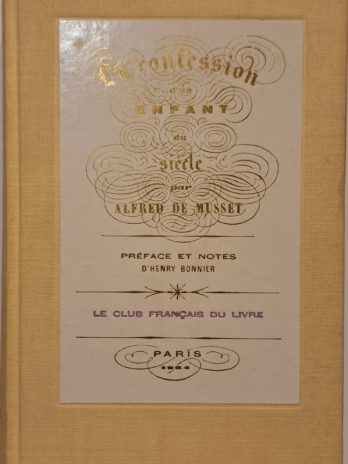 La confession
d'un
ENFANT
du
siècle
par
ALFRED DE MUSSET
PRÉFACE ET NOTES
D'HENRY BONNIER
LE CLUB FRANÇAIS DU LIVRE
PARIS
1964